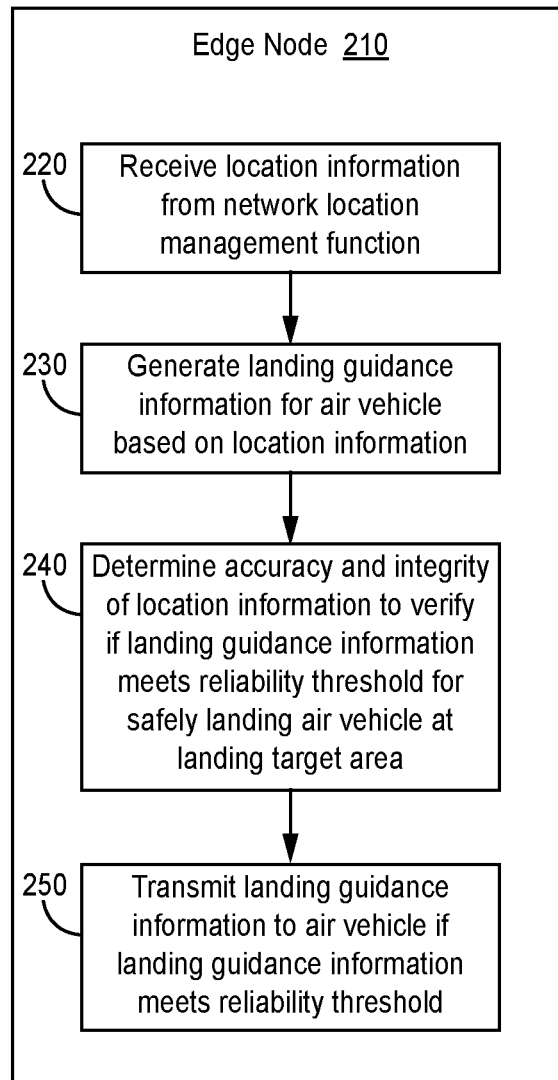 Edge Node 210
220
Receive location information
from network location
management function
230
Generate landing guidance
information for air vehicle
based on location information
240
Determine accuracy and integrity
of location information to verify
if landing guidance information
meets reliability threshold for
safely landing air vehicle at
landing target area
250
Transmit landing guidance
information to air vehicle if
landing guidance information
meets reliability threshold